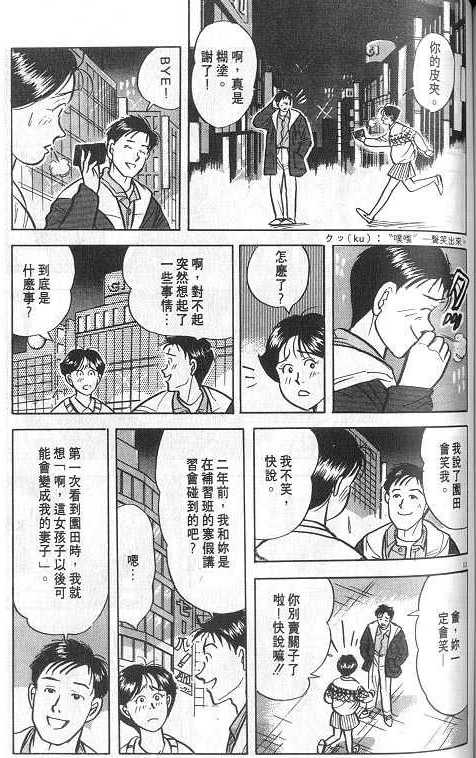 你的皮夾。
啊，真是
糊塗。
謝了！
BYE！
クッ(ku)：〝噗嗤〞一聲笑出來。
怎麼了？
啊，對不起
突然想起了
一些事情…
到底是
什麼事？
我說了園田
會笑我。
我不笑，
快說。
會，妳一
定會笑—
你別賣關子了
啦！快說嘛!!
二年前，我和妳是
在補習班的寒假講
習會碰到的吧？
嗯…
第一次看到園田時，我就
想「啊，這女孩子以後可
能會變成我的妻子」。